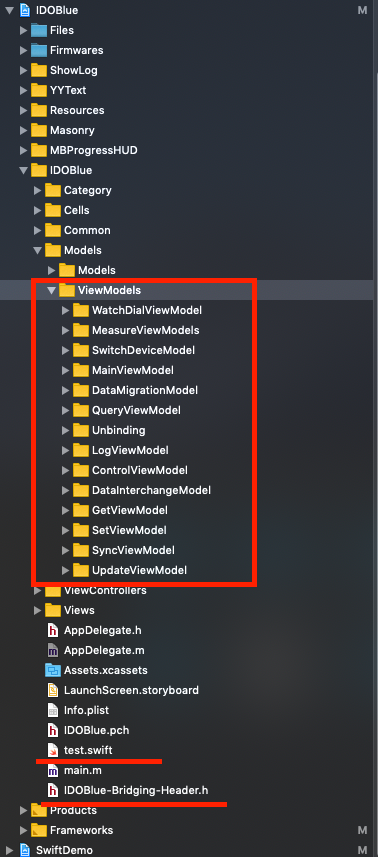 IDOBlue M
Files
Firmwares
ShowLog
YYText
Resources
Masonry
MBProgressHUD
IDOBlue
Category
Cells
Common
Models
Models
ViewModels
WatchDialViewModel
MeasureViewModels
SwitchDeviceModel
MainViewModel
DataMigrationModel
QueryViewModel
Unbinding
LogViewModel
ControlViewModel
DataInterchangeModel
GetViewModel
SetViewModel
SyncViewModel
UpdateViewModel
ViewControllers
Views
h AppDelegate.h
m AppDelegate.m
Assets.xcassets
LaunchScreen.storyboard
Info.plist
h IDOBlue.pch
test.swift
m main.m
h IDOBlue-Bridging-Header.h
Products
Frameworks M
SwiftDemo M